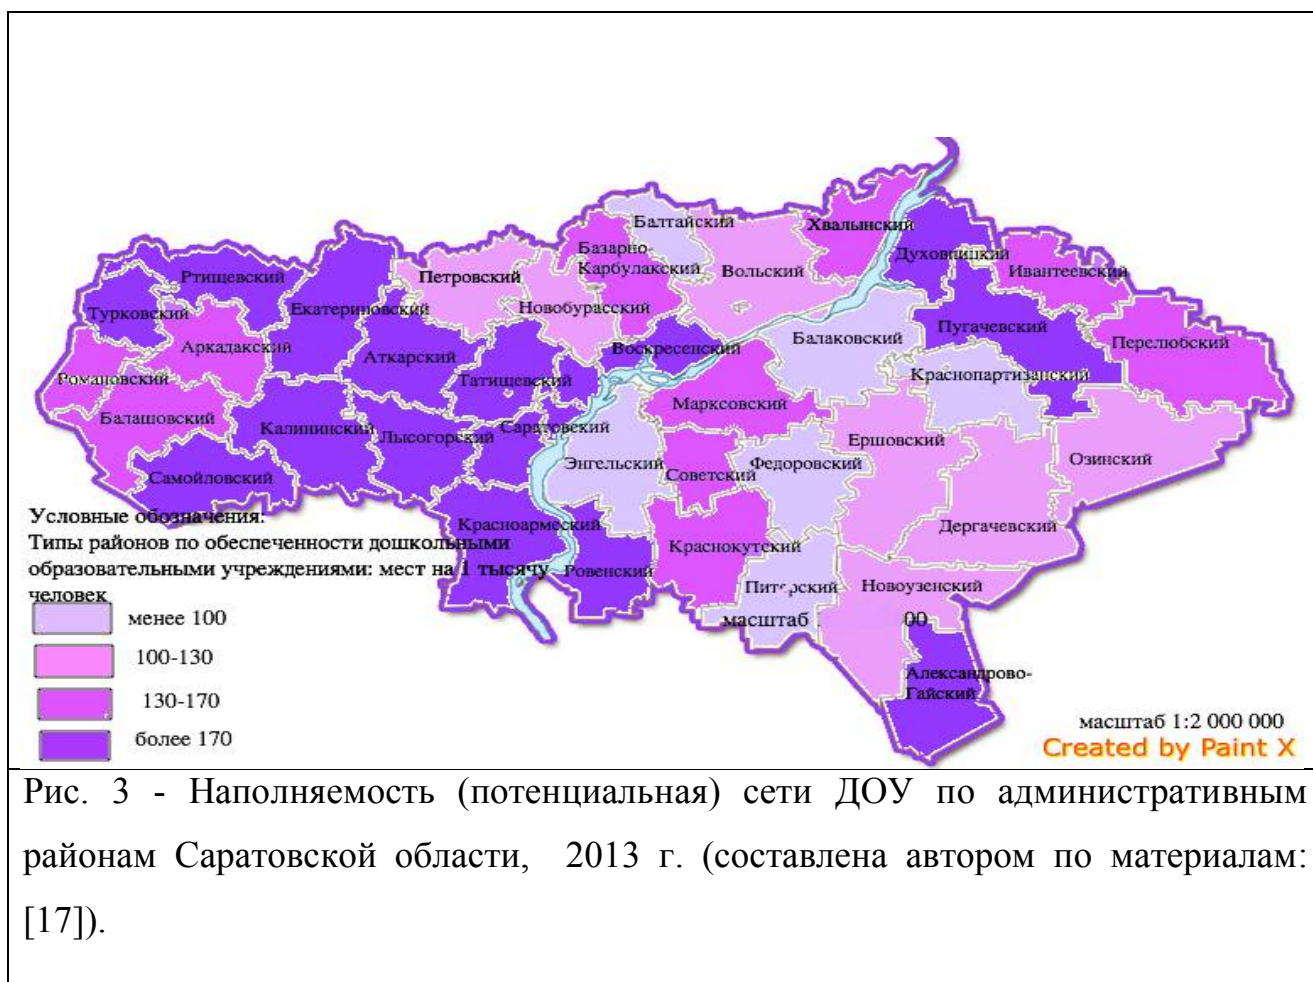 Балтайский
Хвалынский
Базарно-
Карбулакский
Вольский
Духовницкий
Ивантеевский
Ртищевский
Петровский
Екатериновский
Новобурасский
Турковский
Пугачевский
Балаковский
Перелюбский
Аркадакский
Аткарский
Воскресенский
Романовский
Татищевский
Краснопартизанский
Марксовский
Балашовский
Калининский
Лысогорский
Саратовский
Ершовский
Энгельский
Федоровский
Озинский
Самойловский
Советский
Красноармеский
Дергачевский
Краснокутский
Ровенский
Новоузенский
масштаб 00
Александрово-
Гайский
Условные обозначения:
Типы районов по обеспеченности дошкольными
образовательными учреждениями: мест на 1 тысячу
человек
менее 100
100-130
130-170
более 170
масштаб 1:2 000 000
Created by Paint X
Рис. 3 - Наполняемость (потенциальная) сети ДОУ по административным
районам Саратовской области, 2013 г. (составлена автором по материалам:
[17]).